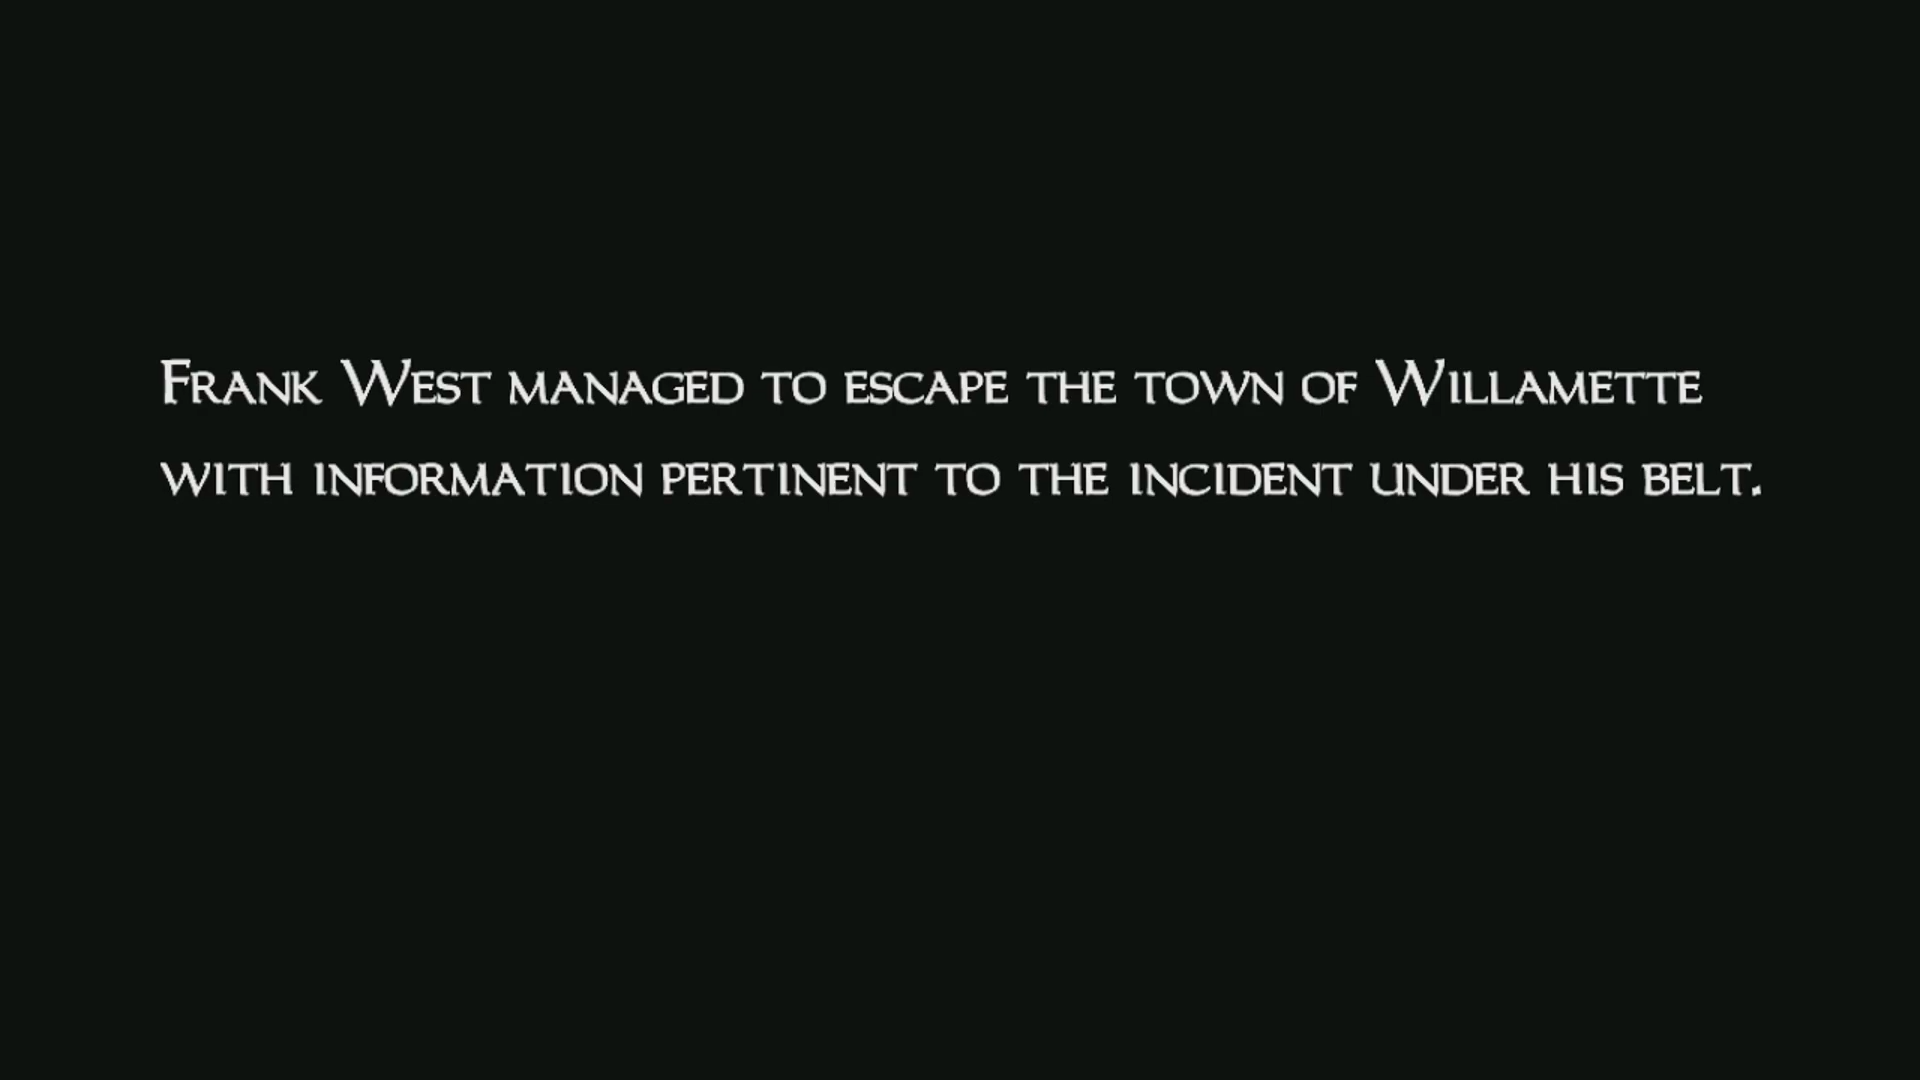 Frank West managed to escape the town of Willamette
with information pertinent to the incident under his belt.